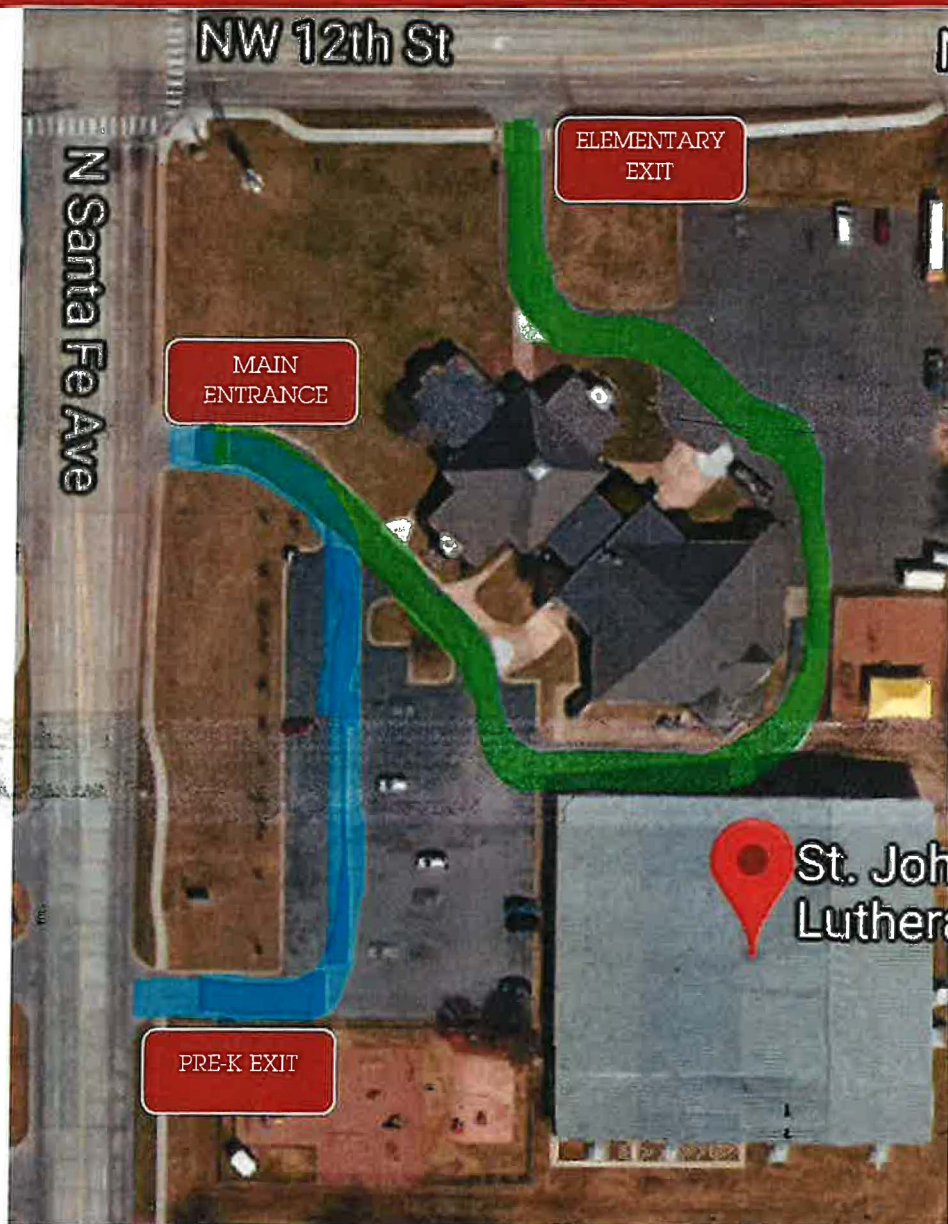 NW 12th St
N
ELEMENTARY
EXIT
N Santa Fe Ave
MAIN
ENTRANCE
St. Joh
Luthera
PRE-K EXIT